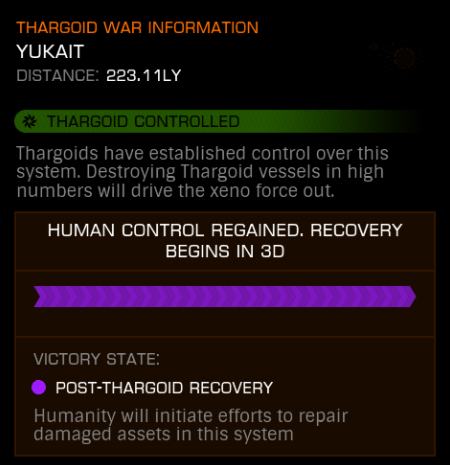 THARGOID WAR INFORMATION
YUKAIT
DISTANCE: 223.11LY
THARGOID CONTROLLED
Thargoids have established control over this
system. Destroying Thargoid vessels in high
numbers will drive the xeno force out.
HUMAN CONTROL REGAINED. RECOVERY
BEGINS IN 3D
VICTORY STATE:
POST-THARGOID RECOVERY
Humanity will initiate efforts to repair
damaged assets in this system